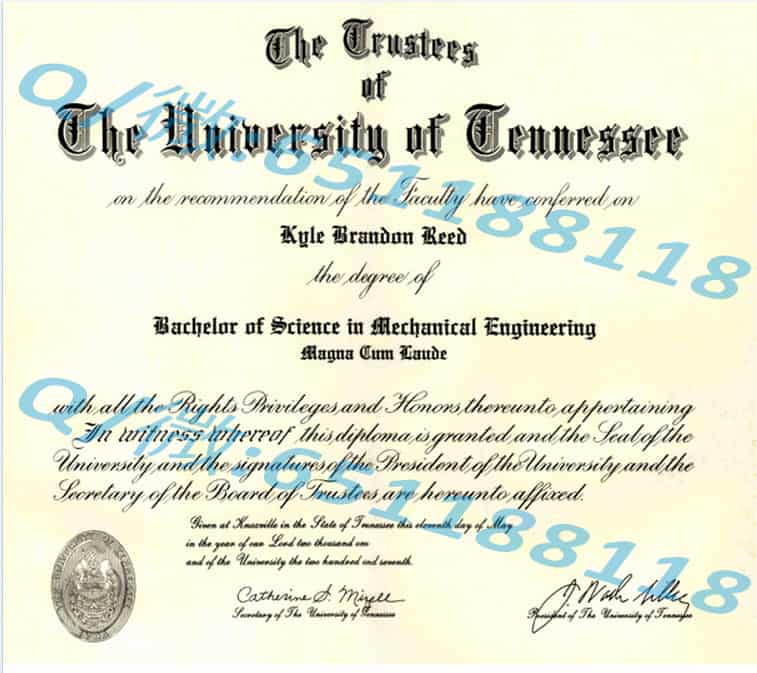 The Trustees
of
The University of Tennessee
on the recommendation of the Faculty have conferred on
Kyle Brandon Reed
the degree of
Bachelor of Science in Mechanical Engineering
Magna Cum Laude
with all the Rights Privileges and Honors thereunto appertaining
In witness whereof this diploma is granted and the Seal of the
University and the signatures of the President of the University and the
Secretary of the Board of Trustees are hereunto affixed.
Given at Knoxville in the State of Tennessee this eleventh day of May
in the year of our Lord two thousand one
and of the University the two hundred and seventh.
THE UNIVERSITY OF TENNESSEE
1794
Catherine S. Mizell
Secretary of The University of Tennessee
President of The University of Tennessee
Q/微:651188118
Q/微:651188118